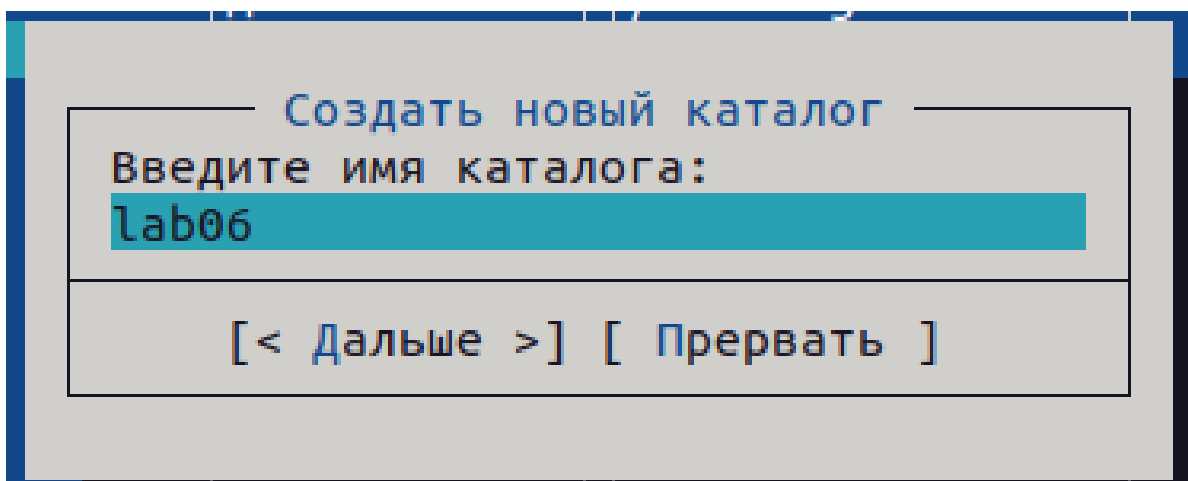 Создать новый каталог
Введите имя каталога:
lab06
[< Дальше >] [ Прервать ]